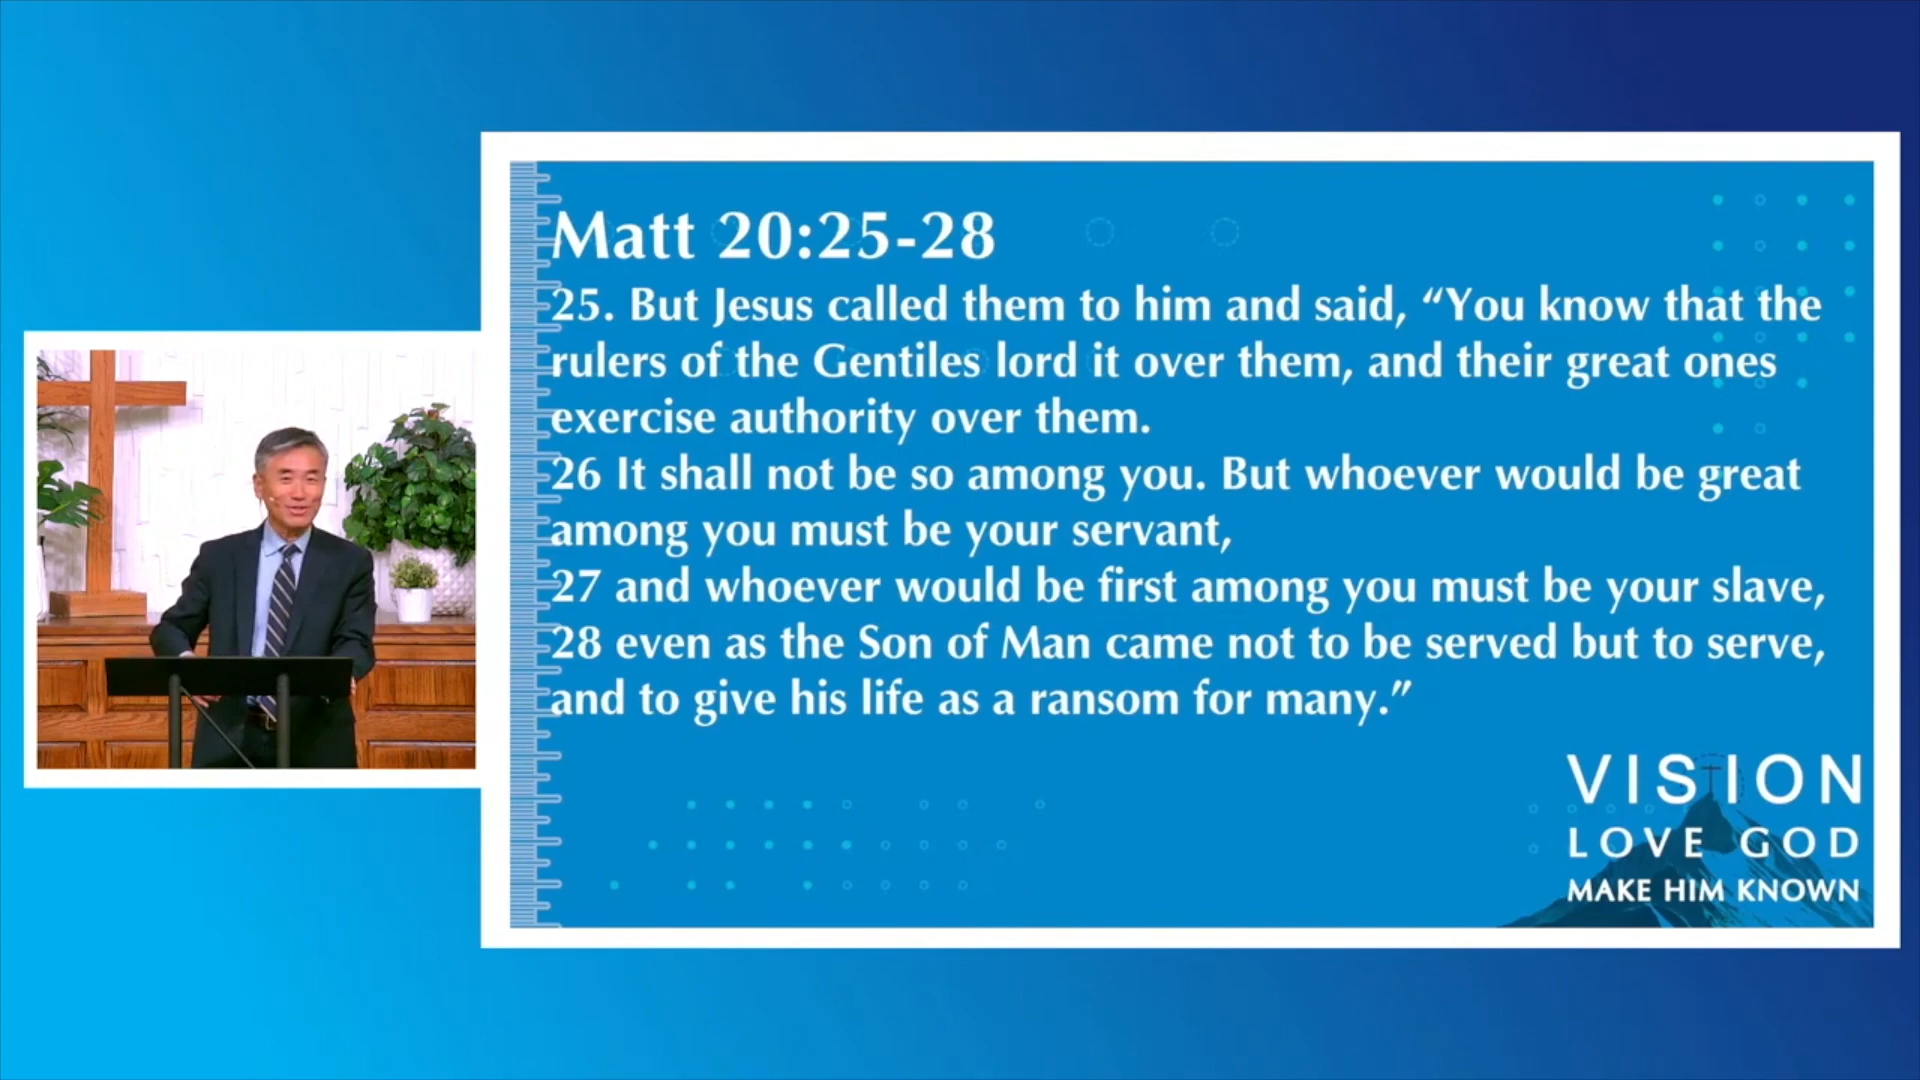 Matt 20:25-28
25. But Jesus called them to him and said, “You know that the
rulers of the Gentiles lord it over them, and their great ones
exercise authority over them.
26 It shall not be so among you. But whoever would be great
among you must be your servant,
27 and whoever would be first among you must be your slave,
28 even as the Son of Man came not to be served but to serve,
and to give his life as a ransom for many.”
VISION
LOVE GOD
MAKE HIM KNOWN